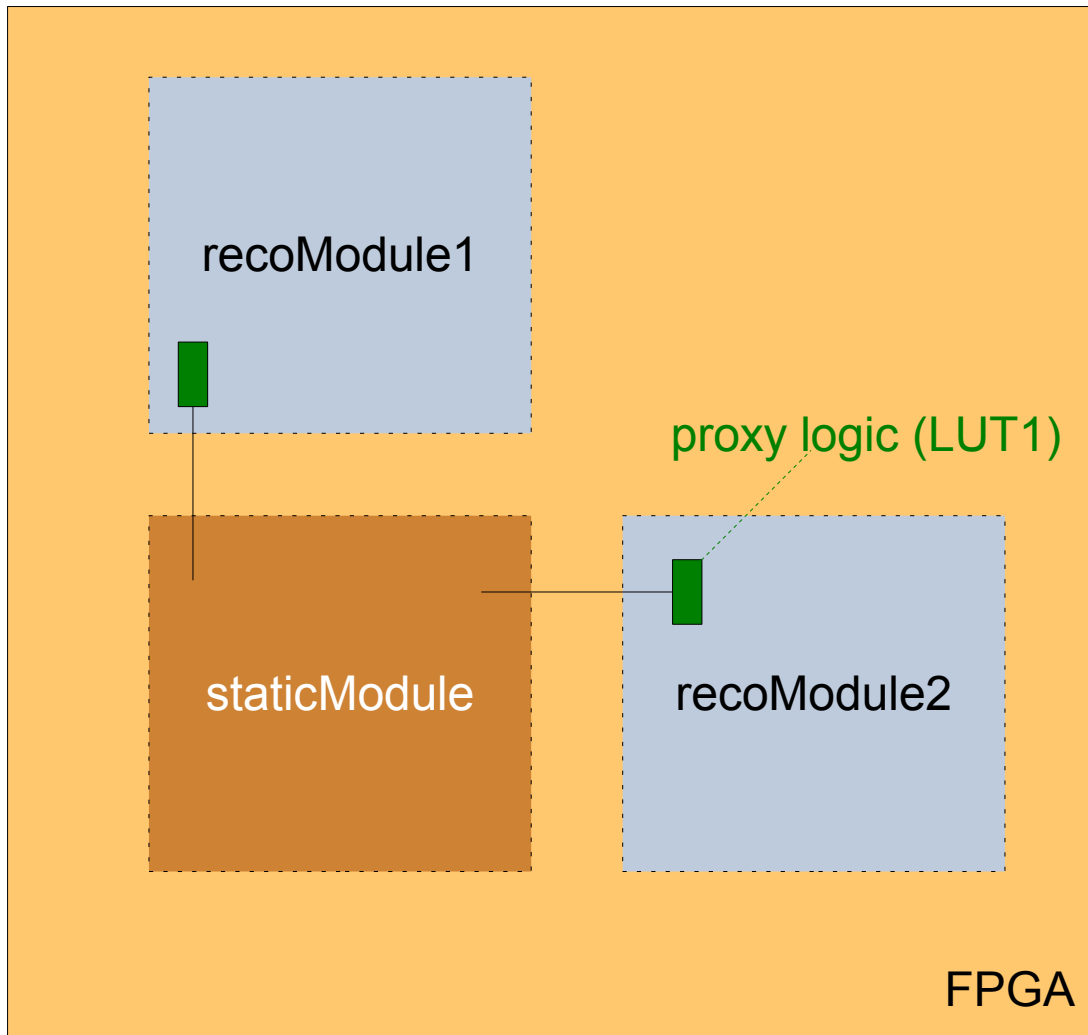 recoModule1
proxy logic (LUT1)
staticModule
recoModule2
FPGA